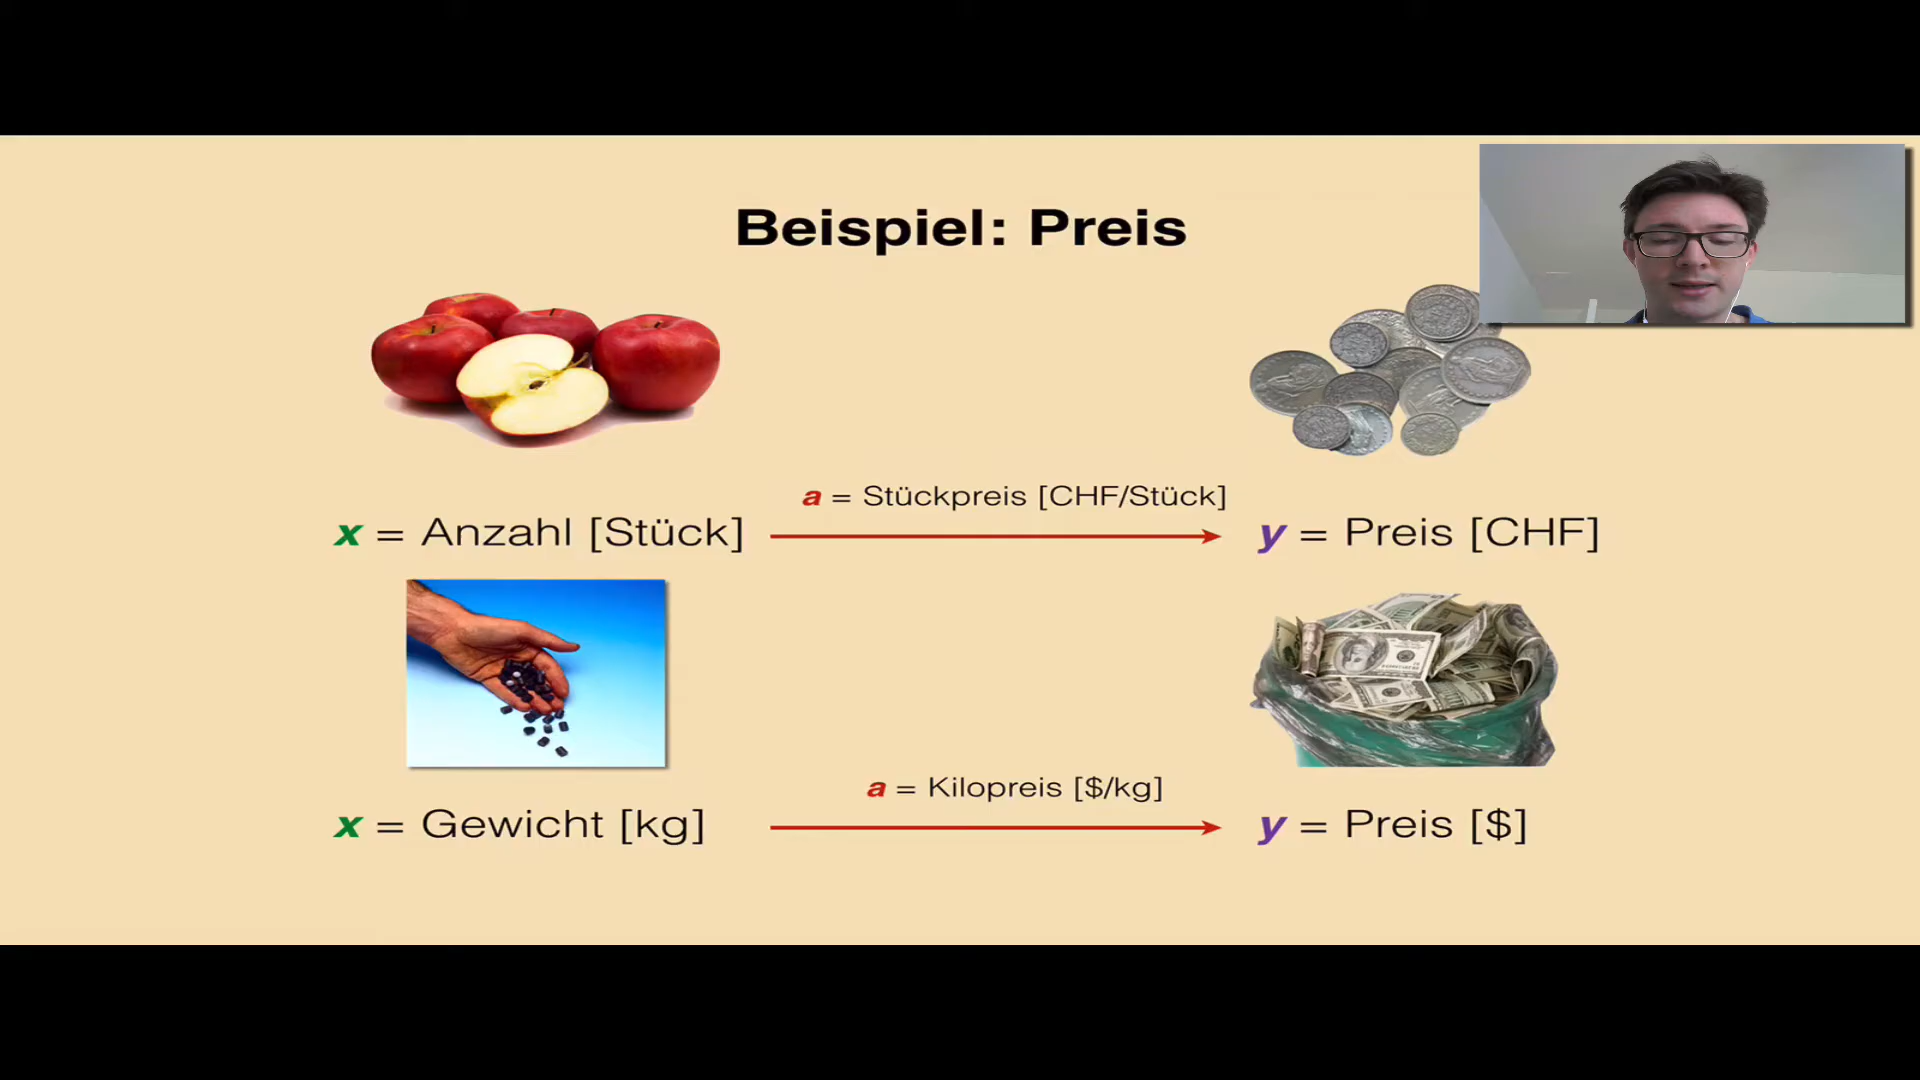 Beispiel: Preis
a = Stückpreis [CHF/Stück]
x = Anzahl [Stück]
y = Preis [CHF]
a = Kilopreis [$/kg]
x = Gewicht [kg]
y = Preis [$]